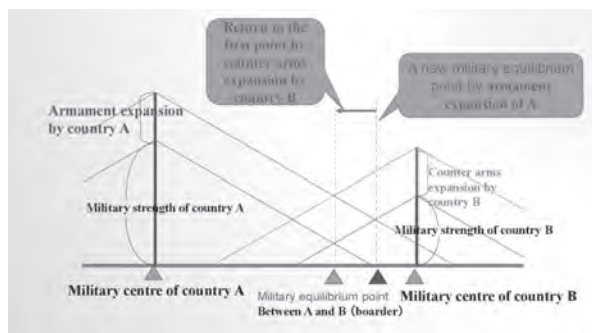 Return to the
first point by
counter arms
expansion by
country B
A new military equilibrium
point by armament
expansion of A
Armament expansion
by country A
Counter arms
expansion by
country B
Military strength of country A
Military strength of country B
Military centre of country A
Military equilibrium point
Between A and B (boarder)
Military centre of country B